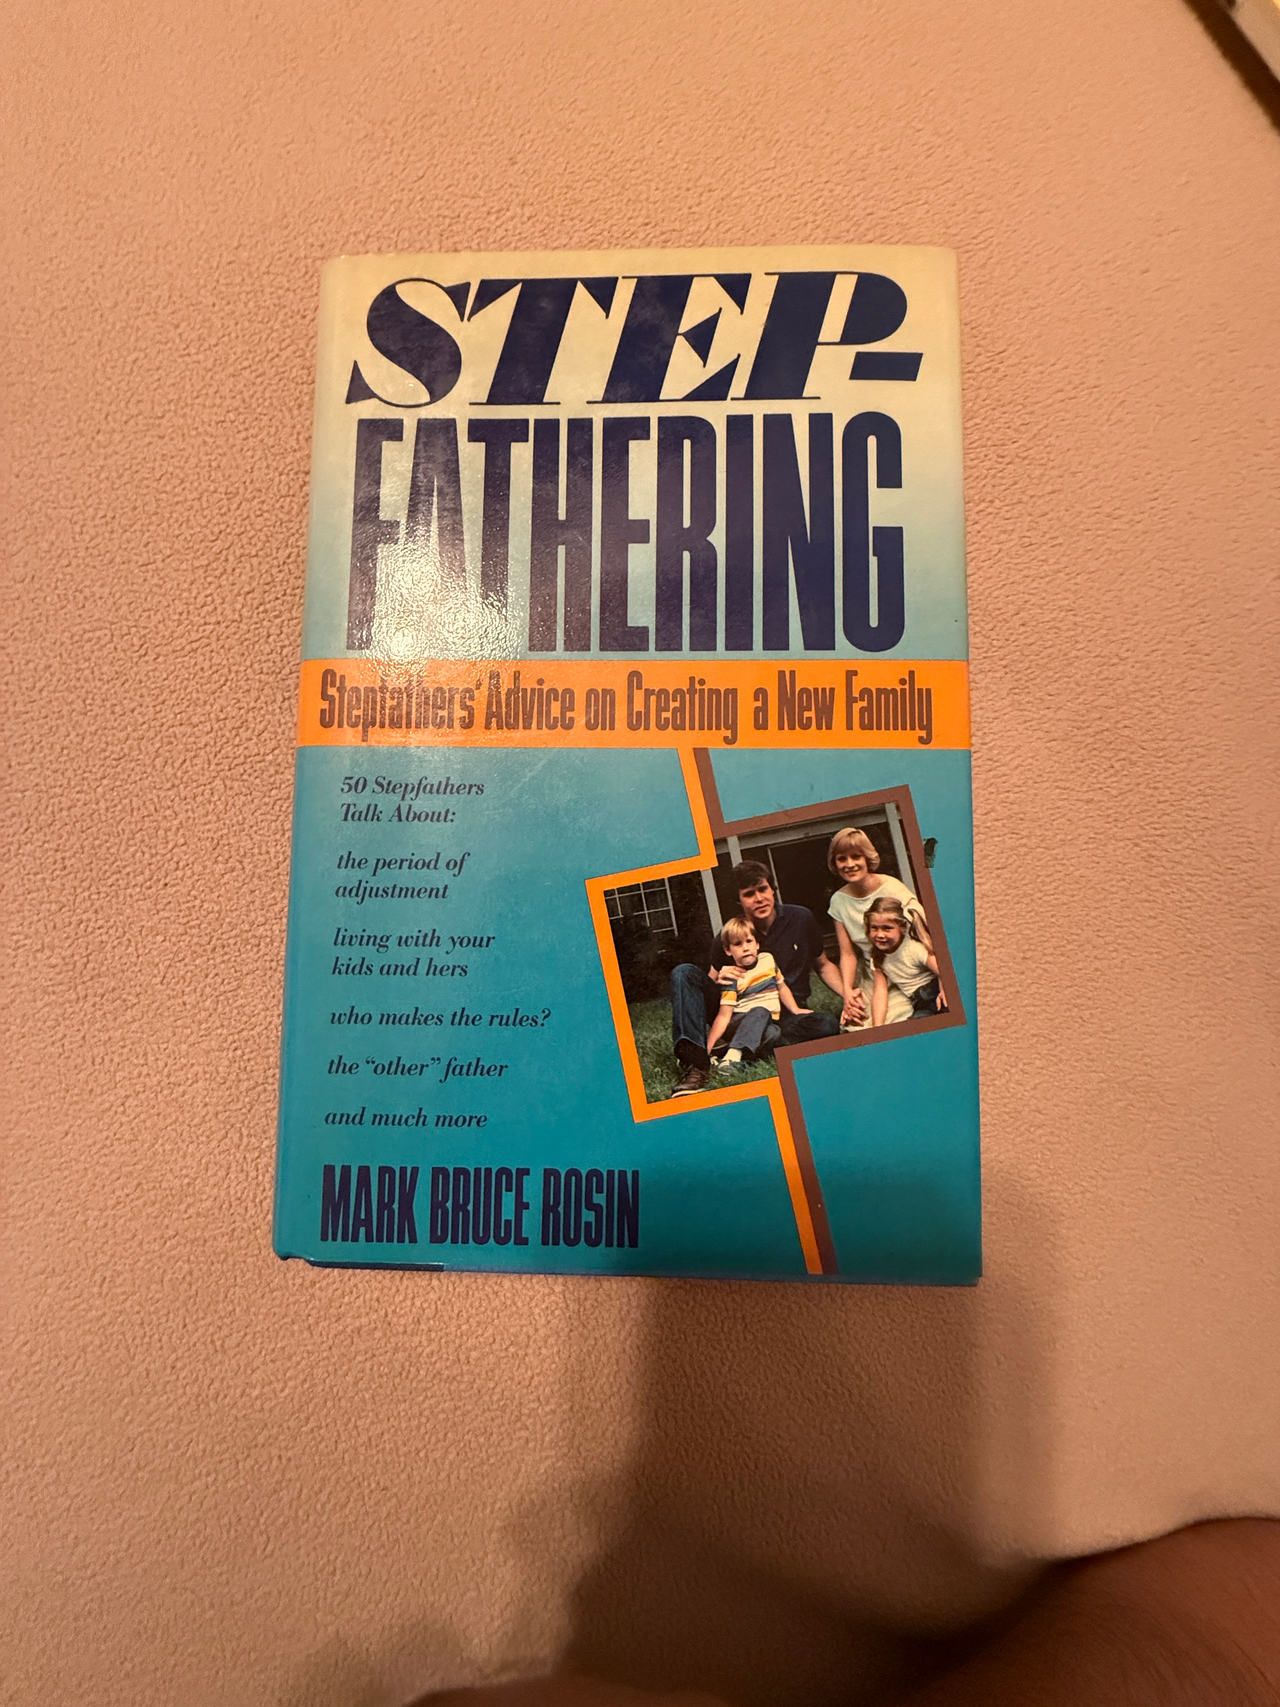 STEP-
FATHERING
Stepfathers' Advice on Creating a New Family
50 Stepfathers
Talk About:
the period of
adjustment
living with your
kids and hers
who makes the rules?
the “other” father
and much more
MARK BRUCE ROSIN